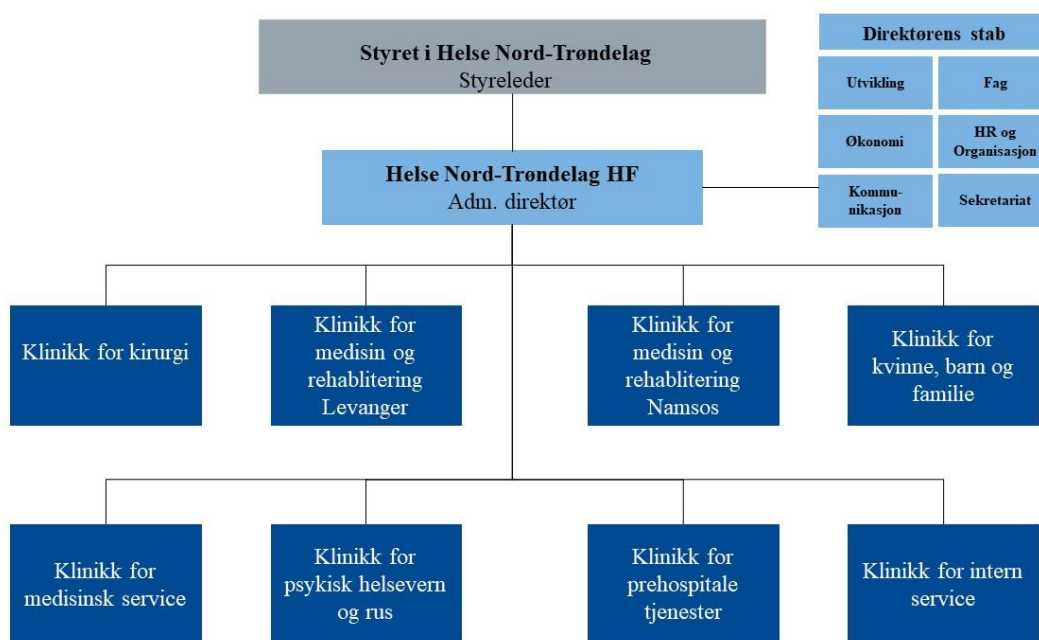 Styret i Helse Nord-Trøndelag
Styreleder
Direktørens stab
Utvikling
Fag
Økonomi
HR og
Organisasjon
Kommu-
nikasjon
Sekretariat
Helse Nord-Trøndelag HF
Adm. direktør
Klinikk for kirurgi
Klinikk for
medisin og
rehablitering
Levanger
Klinikk for
medisin og
rehablitering
Namsos
Klinikk for
kvinne, barn og
familie
Klinikk for
medisinsk service
Klinikk for
psykisk helsevern
og rus
Klinikk for
prehospitale
tjenester
Klinikk for intern
service